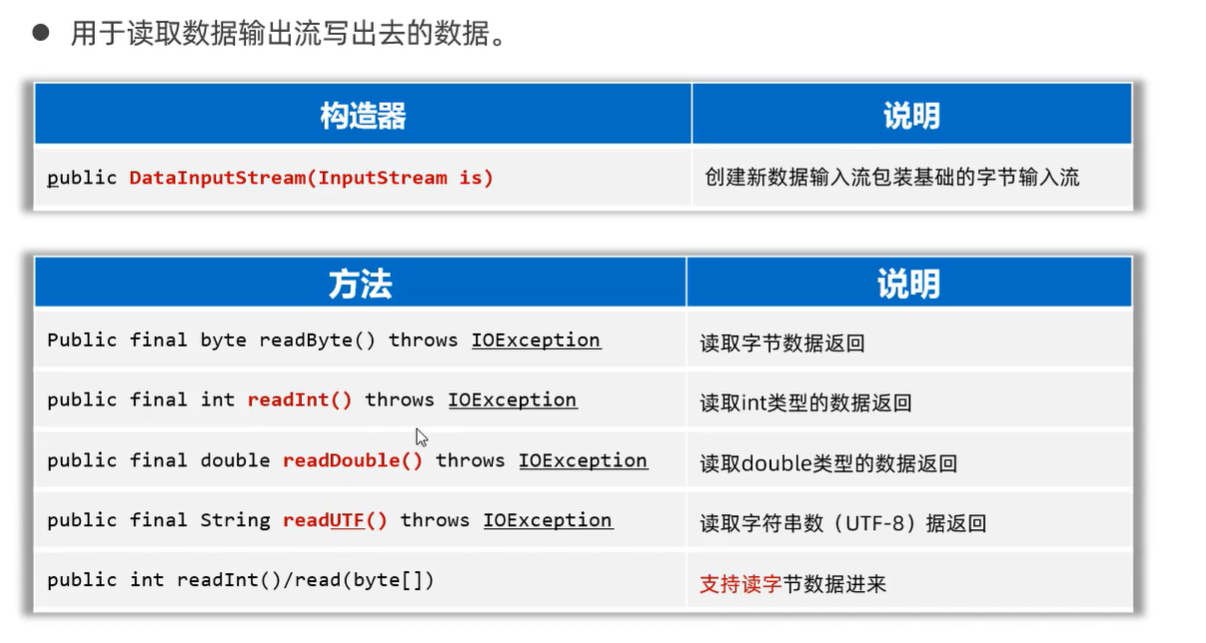 ● 用于读取数据输出流写出去的数据。
构造器 说明
public DataInputStream(InputStream is) 创建新数据输入流包装基础的字节输入流
方法 说明
Public final byte readByte() throws IOException 读取字节数据返回
public final int readInt() throws IOException 读取int类型的数据返回
public final double readDouble() throws IOException 读取double类型的数据返回
public final String readUTF() throws IOException 读取字符串数（UTF-8）据返回
public int readInt()/read(byte[]) 支持读字节数据进来